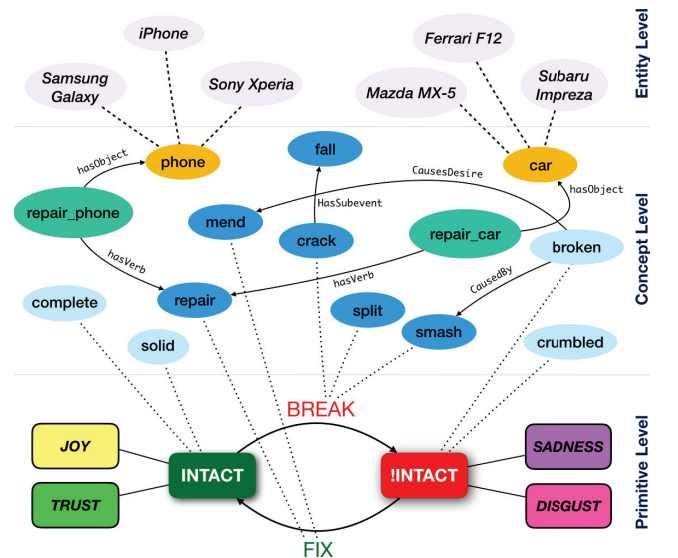 iPhone
Samsung
Galaxy
Sony Xperia
Ferrari F12
Mazda MX-5
Subaru
Impreza
Entity Level
fall
phone
car
hasObject
CausesDesire
hasObject
repair_phone
mend
HasSubevent
crack
repair_car
broken
Concept Level
hasVerb
hasVerb
CausedBy
complete
repair
split
smash
solid
crumbled
BREAK
JOY
INTACT
!INTACT
SADNESS
TRUST
DISGUST
FIX
Primitive Level